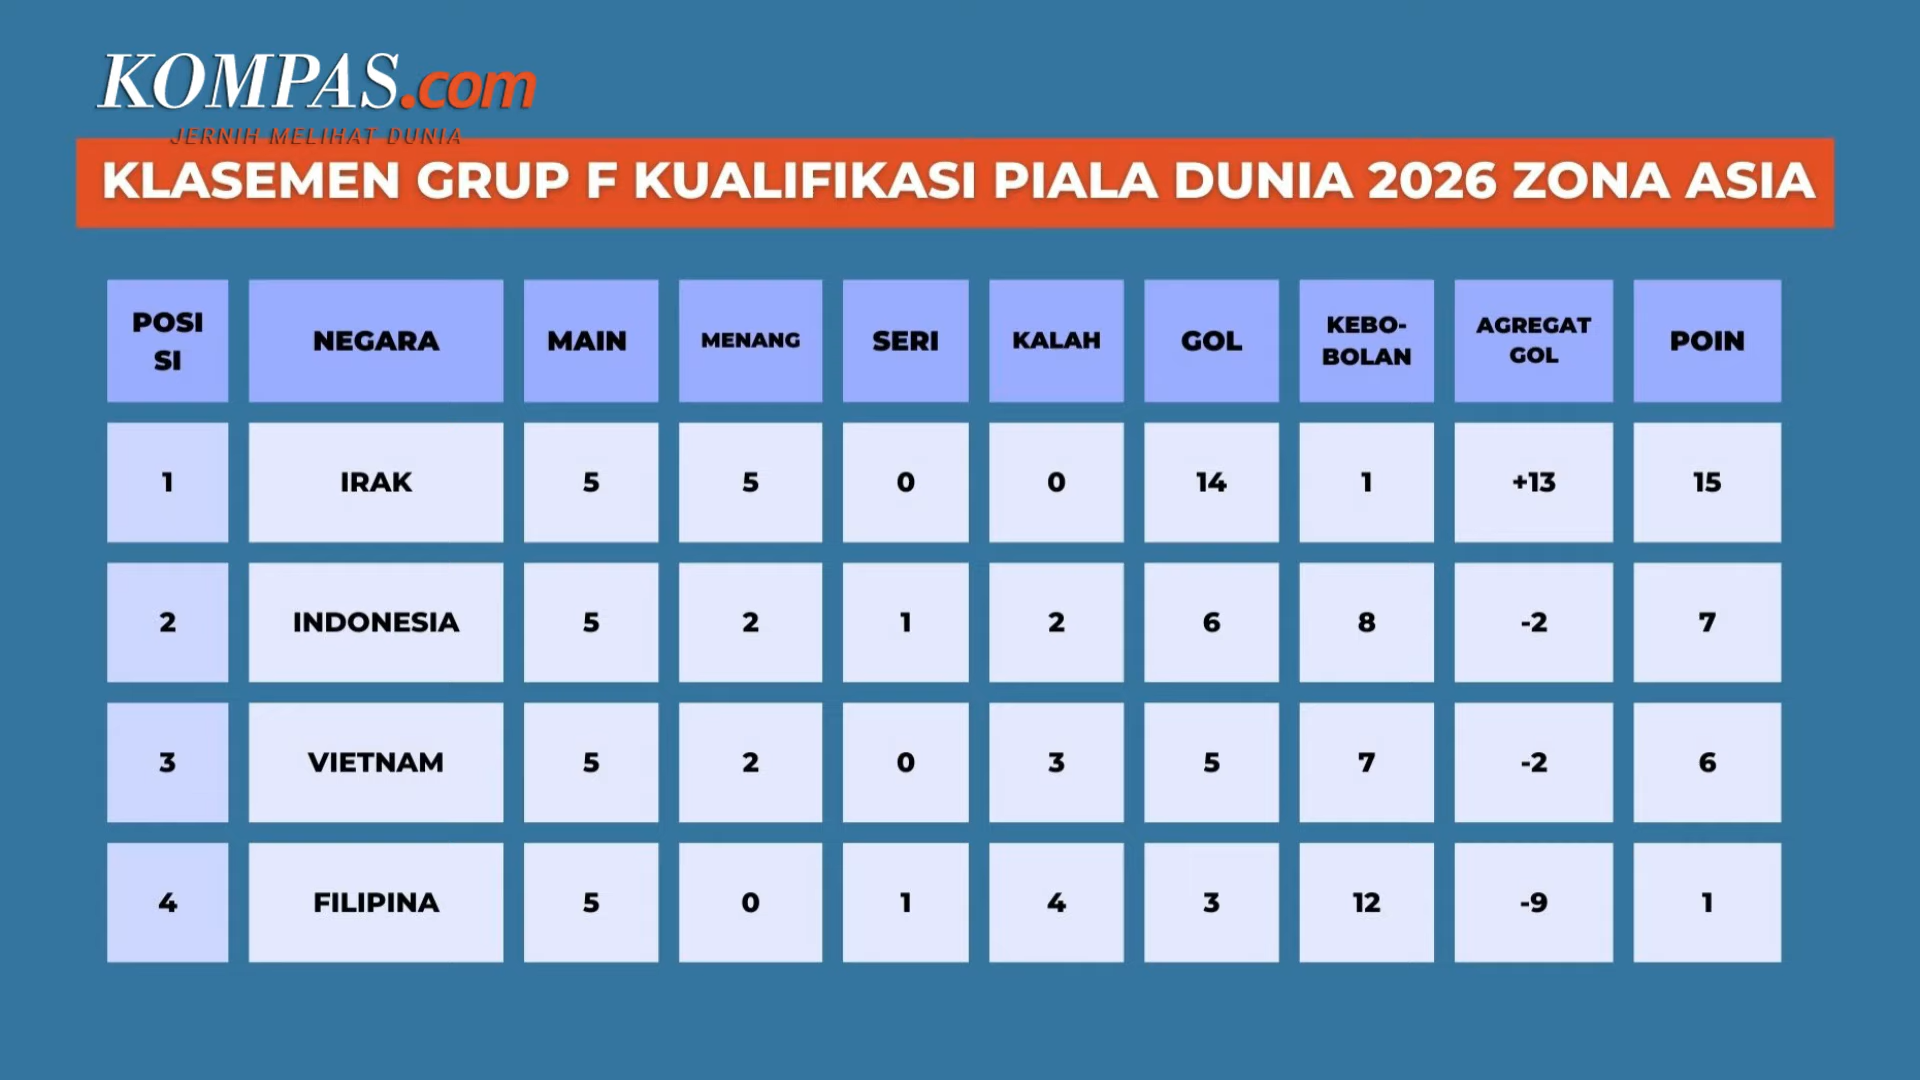 KOMPAS.com
JERNIH MELIHAT DUNIA
KLASEMEN GRUP F KUALIFIKASI PIALA DUNIA 2026 ZONA ASIA
POSI
SI
NEGARA
MAIN
MENANG
SERI
KALAH
GOL
KEBO-
BOLAN
AGREGAT
GOL
POIN
1 IRAK 5 5 0 0 14 1 +13 15
2 INDONESIA 5 2 1 2 6 8 -2 7
3 VIETNAM 5 2 0 3 5 7 -2 6
4 FILIPINA 5 0 1 4 3 12 -9 1